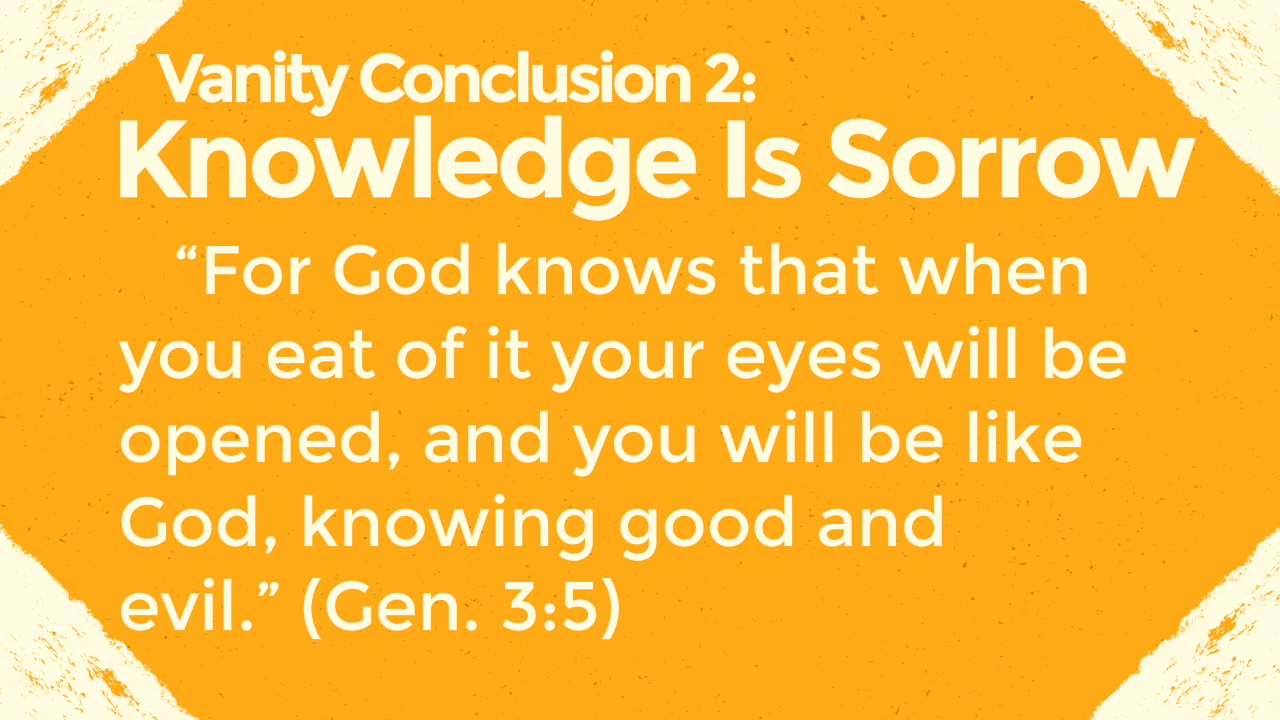 Vanity Conclusion 2:
Knowledge Is Sorrow
“For God knows that when
you eat of it your eyes will be
opened, and you will be like
God, knowing good and
evil.” (Gen. 3:5)